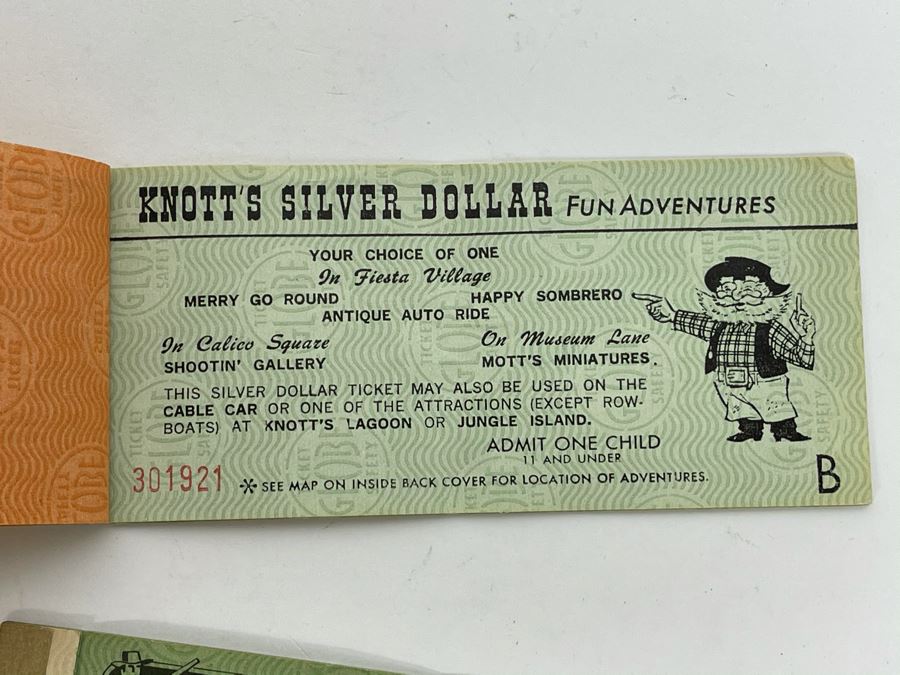 KNOTT'S SILVER DOLLAR FUN ADVENTURES
YOUR CHOICE OF ONE
In Fiesta Village
MERRY GO ROUND HAPPY SOMBRERO
ANTIQUE AUTO RIDE
In Calico Square On Museum Lane
SHOOTIN' GALLERY MOTT'S MINIATURES.
THIS SILVER DOLLAR TICKET MAY ALSO BE USED ON THE
CABLE CAR OR ONE OF THE ATTRACTIONS (EXCEPT ROW-
BOATS) AT KNOTT'S LAGOON OR JUNGLE ISLAND.
ADMIT ONE CHILD
11 AND UNDER
301921 * SEE MAP ON INSIDE BACK COVER FOR LOCATION OF ADVENTURES.
B